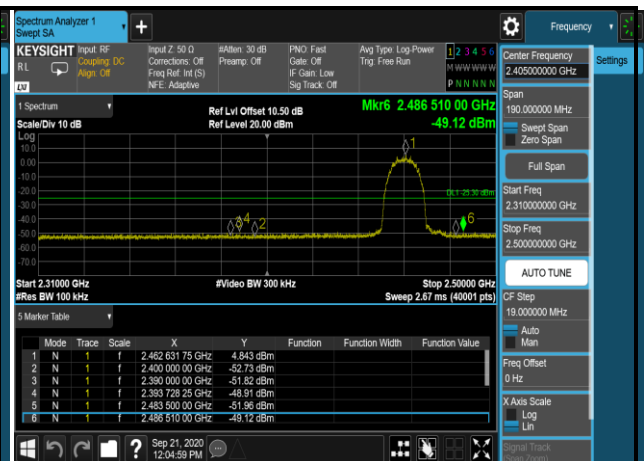 Spectrum Analyzer 1
Swept SA
Frequency
KEYSIGHT
RL
LXI
Input: RF
Coupling: DC
Align: Off
Input Z: 50 Ω
Corrections: Off
Freq Ref: Int (S)
NFE: Adaptive
#Atten: 30 dB
Preamp: Off
PNO: Fast
Gate: Off
IF Gain: Low
Sig Track: Off
Avg Type: Log-Power
Trig: Free Run
1 2 3 4 5 6
M W W W W W
P N N N N N
Center Frequency
2.405000000 GHz
Settings
Span
190.000000 MHz
Swept Span
Zero Span
Full Span
Start Freq
2.310000000 GHz
Stop Freq
2.500000000 GHz
AUTO TUNE
CF Step
19.000000 MHz
Auto
Man
Freq Offset
0 Hz
X Axis Scale
Log
Lin
Signal Track
(Span Zoom)
1 Spectrum
Scale/Div 10 dB
Ref Lvl Offset 10.50 dB
Ref Level 20.00 dBm
Mkr6 2.486 510 00 GHz
-49.12 dBm
Log
10.0
0.00
-10.0
-20.0
-30.0
-40.0
-50.0
-60.0
-70.0
1
DL1 -25.30 dBm
4
2
6
Start 2.31000 GHz
#Res BW 100 kHz
#Video BW 300 kHz
Stop 2.50000 GHz
Sweep 2.67 ms (40001 pts)
5 Marker Table
Mode Trace Scale X Y Function Function Width Function Value
1 N 1 f 2.462 631 75 GHz 4.843 dBm
2 N 1 f 2.400 000 00 GHz -52.73 dBm
3 N 1 f 2.390 000 00 GHz -51.82 dBm
4 N 1 f 2.393 728 25 GHz -48.91 dBm
5 N 1 f 2.483 500 00 GHz -51.96 dBm
6 N 1 f 2.486 510 00 GHz -49.12 dBm
?
Sep 21, 2020
12:04:59 PM